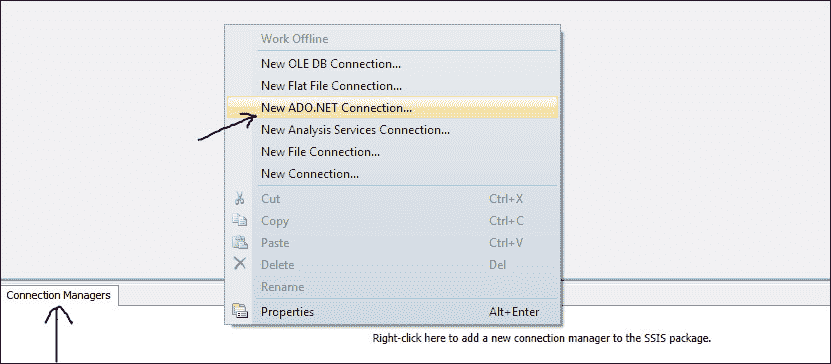 Work Offline
New OLE DB Connection...
New Flat File Connection...
New ADO.NET Connection...
New Analysis Services Connection...
New File Connection...
New Connection...
Cut Ctrl+X
Copy Ctrl+C
Paste Ctrl+V
Delete Del
Rename
Properties Alt+Enter
Connection Managers
Right-click here to add a new connection manager to the SSIS package.